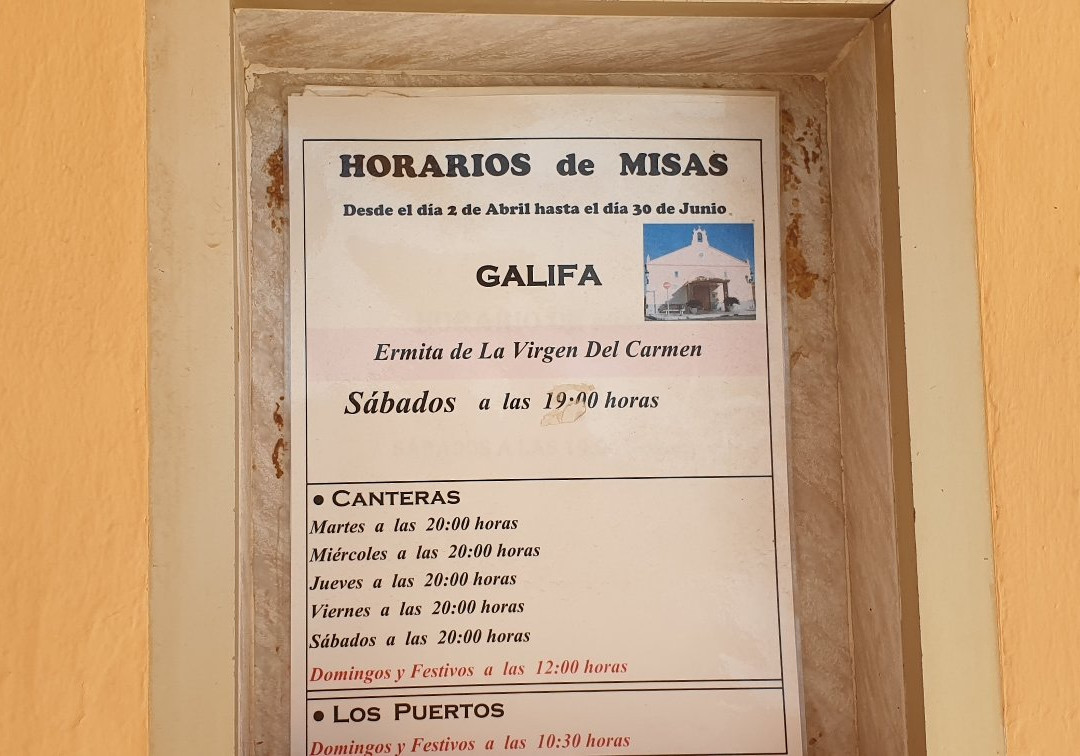 HORARIOS de MISAS
Desde el día 2 de Abril hasta el día 30 de Junio
GALIFA
Ermita de La Virgen Del Carmen
Sábados a las 19:00 horas
● CANTERAS
Martes a las 20:00 horas
Miércoles a las 20:00 horas
Jueves a las 20:00 horas
Viernes a las 20:00 horas
Sábados a las 20:00 horas
Domingos y Festivos a las 12:00 horas
● LOS PUERTOS
Domingos y Festivos a las 10:30 horas